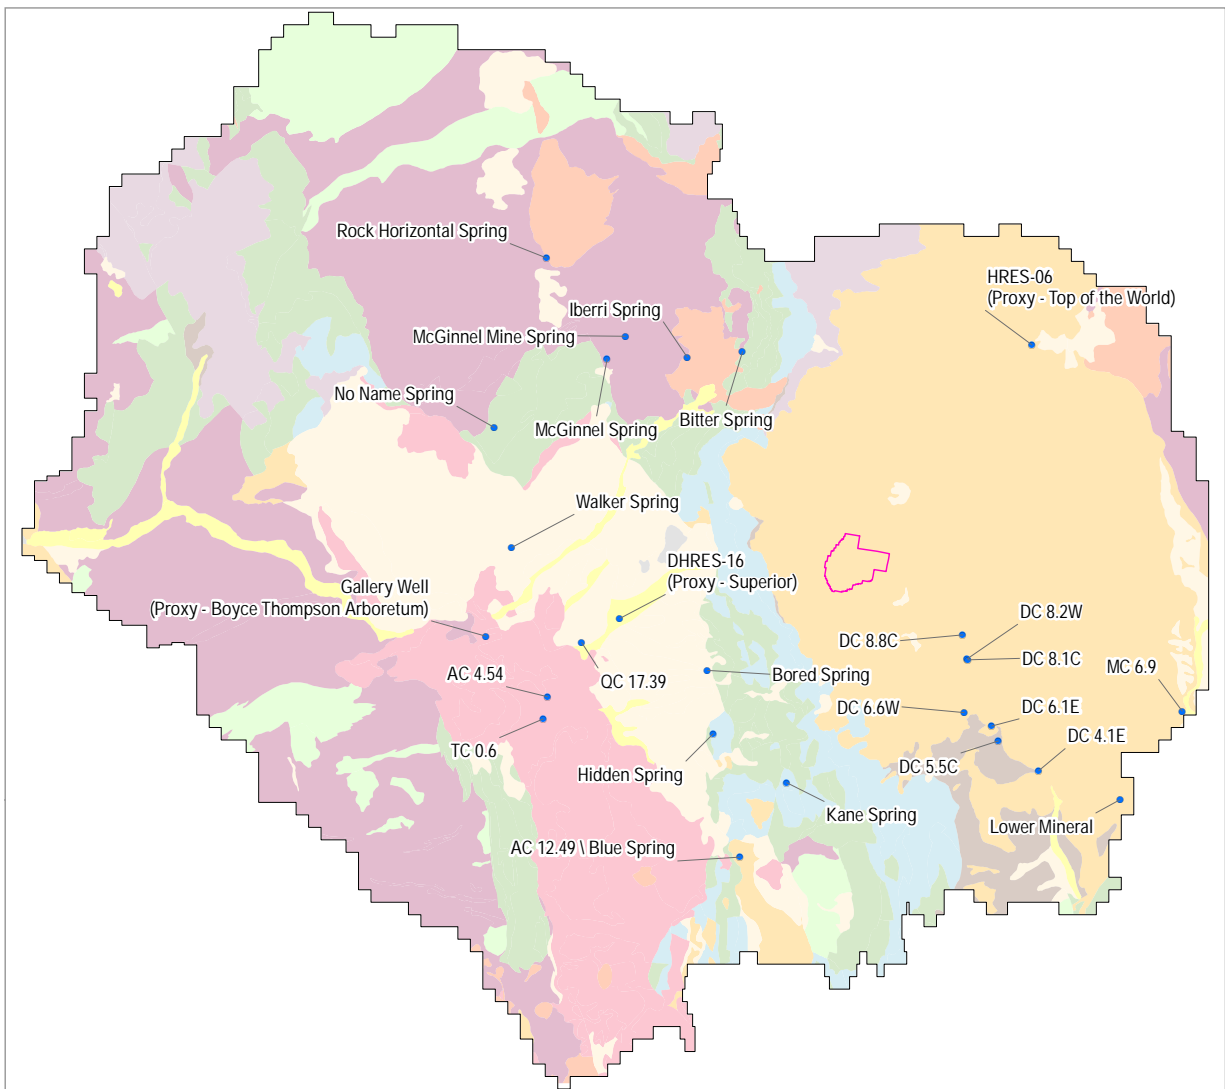 Rock Horizontal Spring
HRES-06
(Proxy - Top of the World)
Iberri Spring
McGinnel Mine Spring
No Name Spring
McGinnel Spring
Bitter Spring
Walker Spring
DHRES-16
(Proxy - Superior)
Gallery Well
(Proxy - Boyce Thompson Arboretum)
DC 8.2W
DC 8.8C
DC 8.1C
MC 6.9
AC 4.54
QC 17.39
Bored Spring
DC 6.6W
DC 6.1E
DC 4.1E
TC 0.6
Hidden Spring
DC 5.5C
Kane Spring
Lower Mineral
AC 12.49 \ Blue Spring